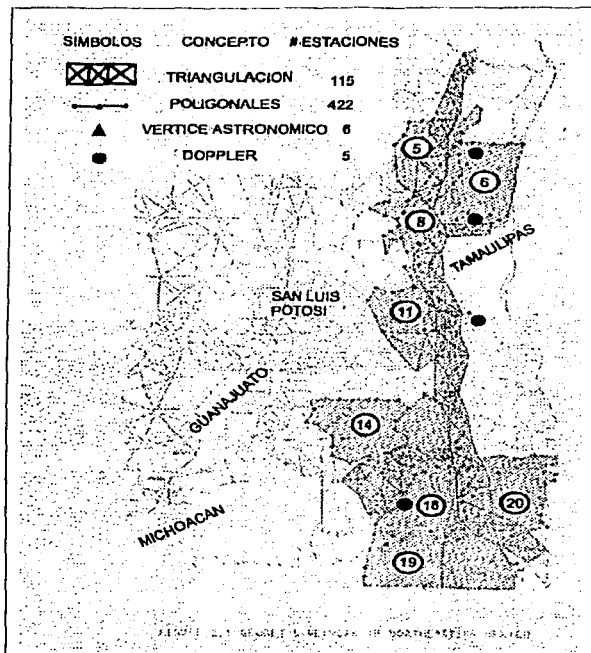 SIMBOLOS CONCEPTO #ESTACIONES
TRIANGULACION 115
POLIGONALES 422
VERTICE ASTRONOMICO 6
DOPPLER 5
5
6
8
TAMAULIPAS
SAN LUIS
POTOSI
11
GUANAJUATO
14
18
20
MICHOACAN
19